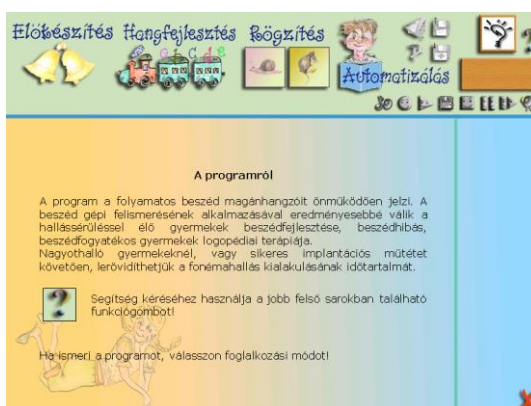 Előkészítés Hangfejlesztés Rögzítés
Automatizálás
A programról
A program a folyamatos beszéd magánhangzóit önműködően jelzi. A
beszéd gépi felismerésének alkalmazásával eredményesebbé válik a
hallássérüléssel élő gyermekek beszédfejlesztése, beszédhibás,
beszédfogyatékos gyermekek logopédiai terápiája.
Nagyothalló gyermekeknél, vagy sikeres implantációs műtétet
követően, lerövidíthetjük a fonémahallás kialakulásának időtartalmát.
?
Segítség kéréséhez használja a jobb felső sarokban található
funkciógombot!
Ha ismeri a programot, válasszon foglalkozási módot!